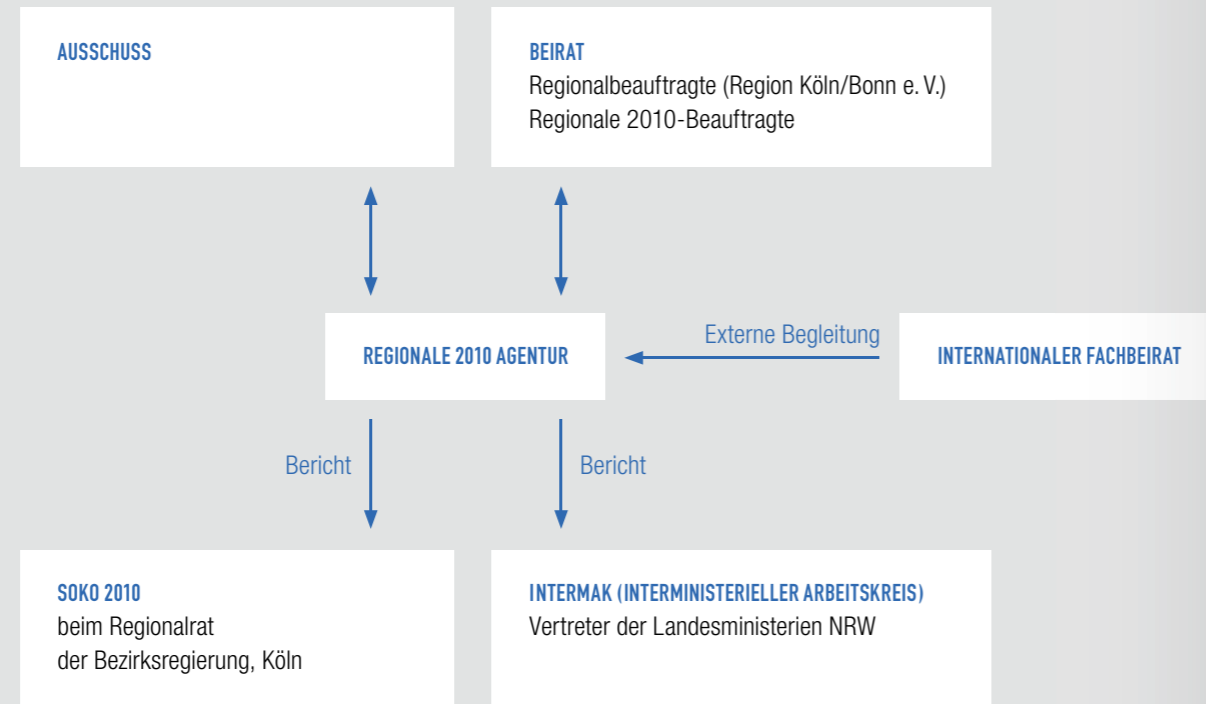 AUSSCHUSS
BEIRAT
Regionalbeauftragte (Region Köln/Bonn e. V.)
Regionale 2010-Beauftragte
Externe Begleitung
REGIONALE 2010 AGENTUR
INTERNATIONALER FACHBEIRAT
Bericht
Bericht
SOKO 2010
beim Regionalrat
der Bezirksregierung, Köln
INTERMAK (INTERMINISTERIELLER ARBEITSKREIS)
Vertreter der Landesministerien NRW